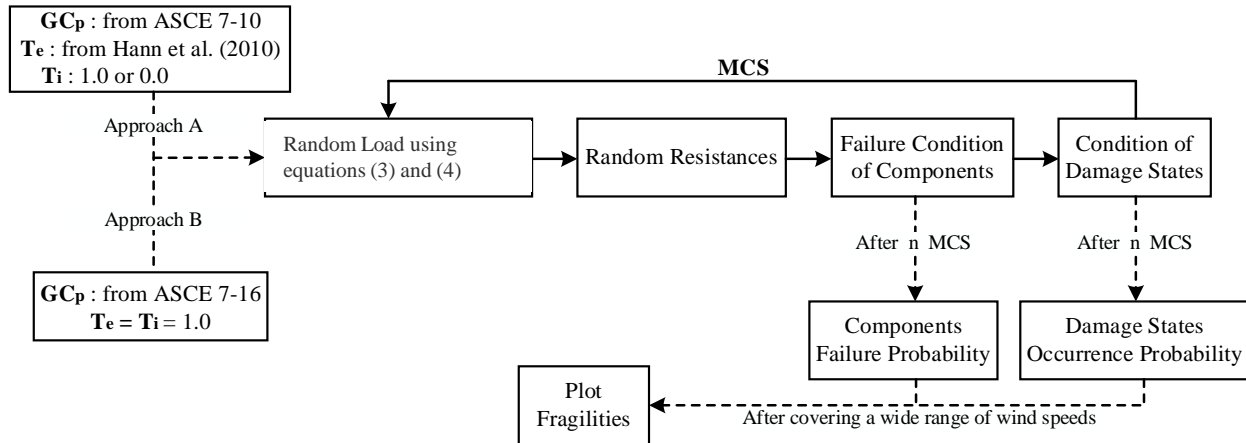 GCp : from ASCE 7-10
Te : from Hann et al. (2010)
Ti : 1.0 or 0.0
MCS
Approach A
Random Load using
equations (3) and (4)
Random Resistances
Failure Condition
of Components
Condition of
Damage States
Approach B
After n MCS
After n MCS
GCp : from ASCE 7-16
Te = Ti = 1.0
Components
Failure Probability
Damage States
Occurrence Probability
Plot
Fragilities
After covering a wide range of wind speeds